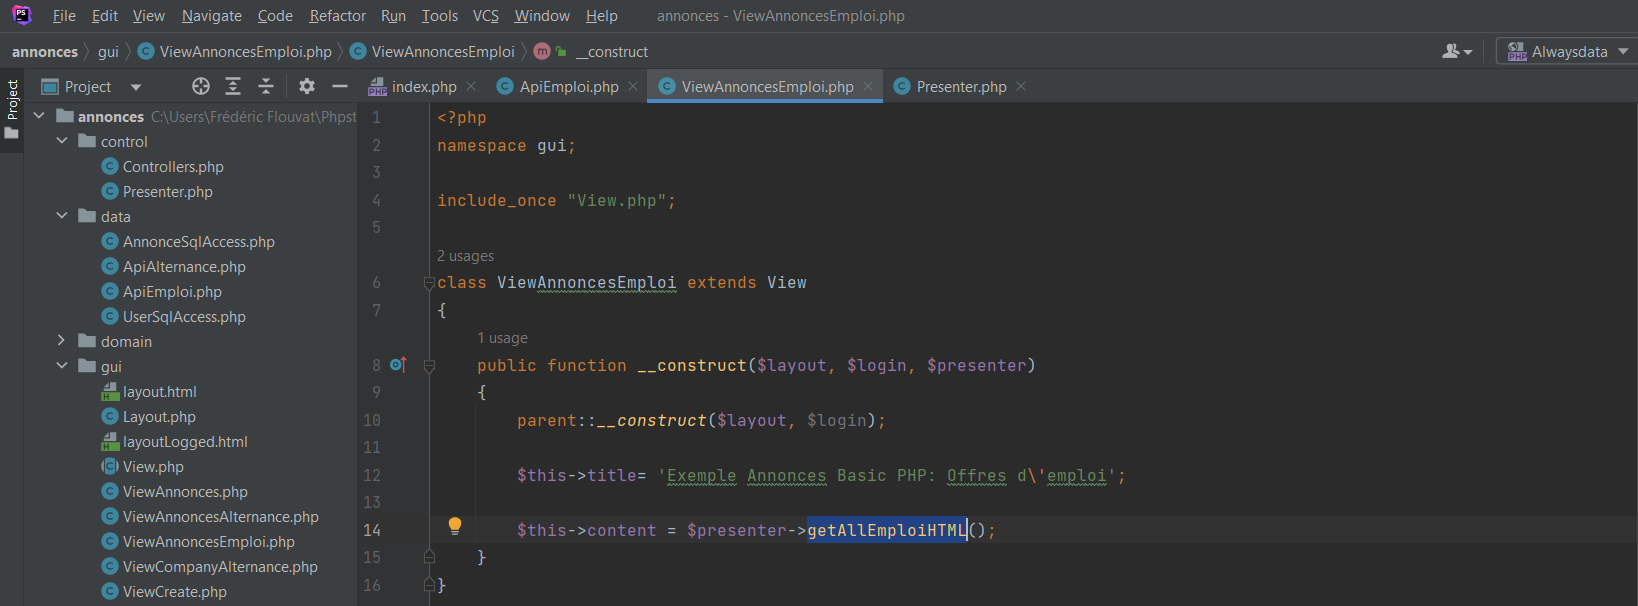 PS File Edit View Navigate Code Refactor Run Tools VCS Window Help annonces - ViewAnnoncesEmploi.php
annonces gui ViewAnnoncesEmploi.php ViewAnnoncesEmploi __construct Alwaysdata
Project
Project index.php ApiEmploi.php ViewAnnoncesEmploi.php Presenter.php
annonces C:\Users\Frédéric Flouvat\Phpst
control
Controllers.php
Presenter.php
data
AnnonceSqlAccess.php
ApiAlternance.php
ApiEmploi.php
UserSqlAccess.php
domain
gui
layout.html
Layout.php
layoutLogged.html
View.php
ViewAnnonces.php
ViewAnnoncesAlternance.php
ViewAnnoncesEmploi.php
ViewCompanyAlternance.php
ViewCreate.php
1 <?php
2 namespace gui;
3
4 include_once "View.php";
5
2 usages
6 class ViewAnnoncesEmploi extends View
7 {
1 usage
8 public function __construct($layout, $login, $presenter)
9 {
10 parent::__construct($layout, $login);
11
12 $this->title= 'Exemple Annonces Basic PHP: Offres d\'emploi';
13
14 $this->content = $presenter->getAllEmploiHTML();
15 }
16 }